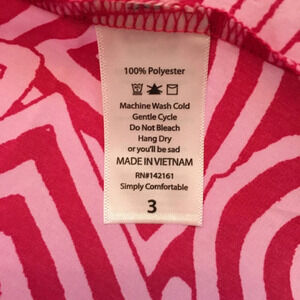 100% Polyester
Machine Wash Cold
Gentle Cycle
Do Not Bleach
Hang Dry
or you'll be sad
MADE IN VIETNAM
RN#142161
Simply Comfortable
3